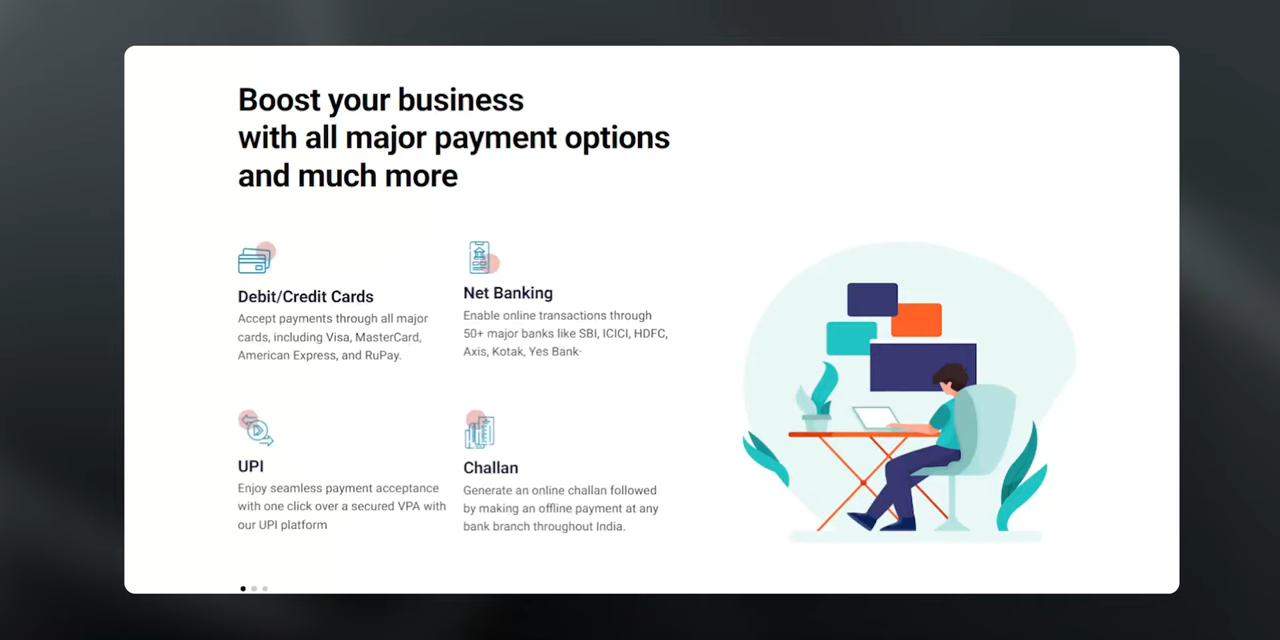 Boost your business
with all major payment options
and much more
Debit/Credit Cards
Accept payments through all major
cards, including Visa, MasterCard,
American Express, and RuPay.
Net Banking
Enable online transactions through
50+ major banks like SBI, ICICI, HDFC,
Axis, Kotak, Yes Bank·
UPI
Enjoy seamless payment acceptance
with one click over a secured VPA with
our UPI platform
Challan
Generate an online challan followed
by making an offline payment at any
bank branch throughout India.